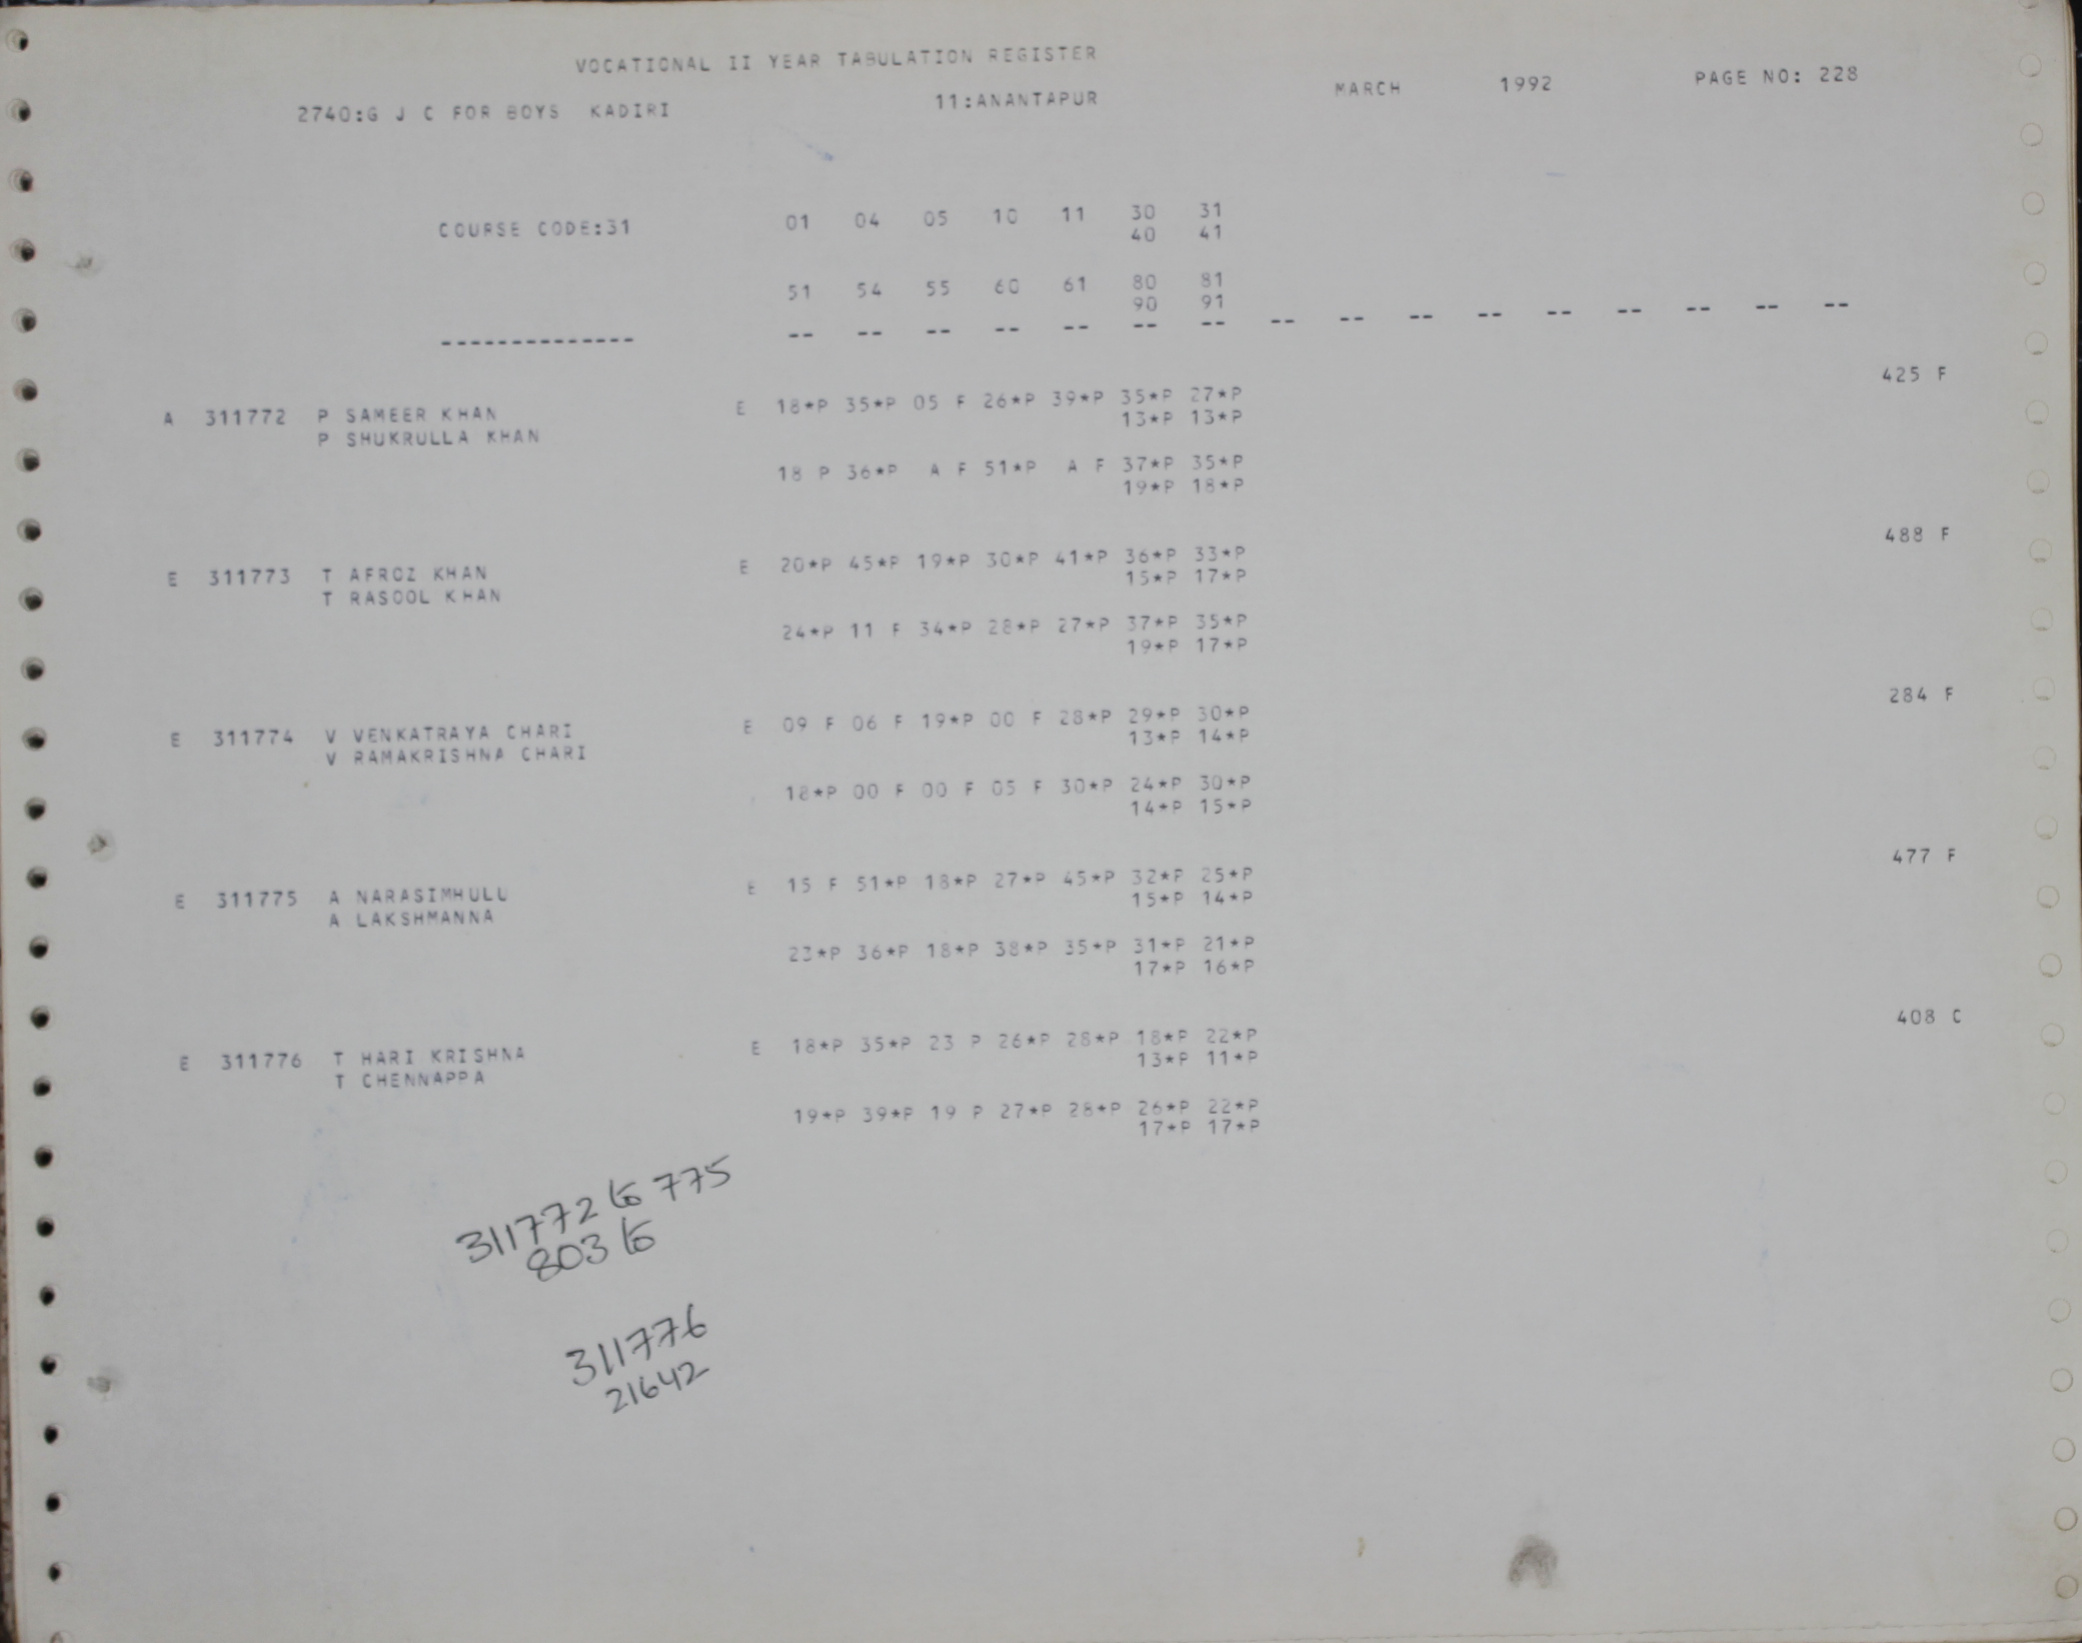 VOCATIONAL II YEAR TABULATION REGISTER
2740:G J C FOR BOYS KADIRI 11:ANANTAPUR MARCH 1992 PAGE NO: 228
COURSE CODE:31 01 04 05 10 11 30 31
40 41
51 54 55 60 61 80 81
90 91
-------------- -- -- -- -- -- -- -- -- -- -- -- -- -- -- -- --
425 F
A 311772 P SAMEER KHAN E 18*P 35*P 05 F 26*P 39*P 35*P 27*P
P SHUKRULLA KHAN 13*P 13*P
18 P 36*P A F 51*P A F 37*P 35*P
19*P 18*P
488 F
E 311773 T AFROZ KHAN E 20*P 45*P 19*P 30*P 41*P 36*P 33*P
T RASOOL KHAN 15*P 17*P
24*P 11 F 34*P 28*P 27*P 37*P 35*P
19*P 17*P
284 F
E 311774 V VENKATRAYA CHARI E 09 F 06 F 19*P 00 F 28*P 29*P 30*P
V RAMAKRISHNA CHARI 13*P 14*P
18*P 00 F 00 F 05 F 30*P 24*P 30*P
14*P 15*P
477 F
E 311775 A NARASIMHULU E 15 F 51*P 18*P 27*P 45*P 32*P 25*P
A LAKSHMANNA 15*P 14*P
23*P 36*P 18*P 38*P 35*P 31*P 21*P
17*P 16*P
408 C
E 311776 T HARI KRISHNA E 18*P 35*P 23 P 26*P 28*P 18*P 22*P
T CHENNAPPA 13*P 11*P
19*P 39*P 19 P 27*P 28*P 26*P 22*P
17*P 17*P
311772 to 775
803 to
311776
21642